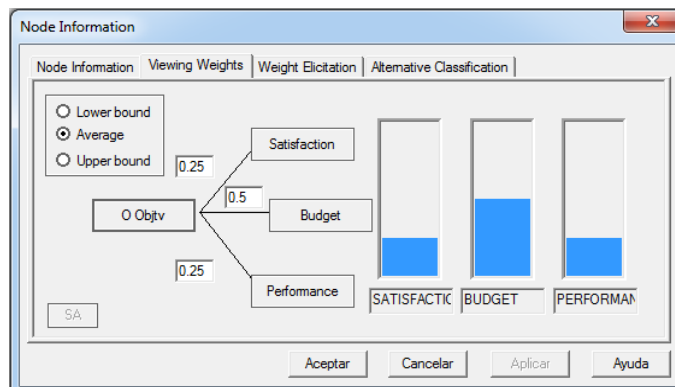 Node Information
Node Information Viewing Weights Weight Elicitation Alternative Classification
Lower bound
Average
Upper bound
Satisfaction
0.25
0.5
O Objtv
Budget
0.25
Performance
SATISFACTIC BUDGET PERFORMAN
SA
Aceptar Cancelar Aplicar Ayuda